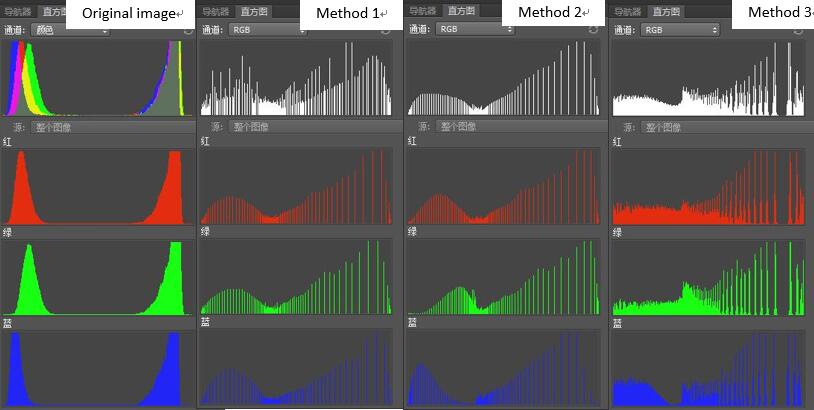 导航器 直方图 Original image
通道: 颜色
源: 整个图像
红
绿
蓝
导航器 直方图 Method 1
通道: RGB
源: 整个图像
红
绿
蓝
导航器 直方图 Method 2
通道: RGB
源: 整个图像
红
绿
蓝
导航器 直方图 Method 3
通道: RGB
源: 整个图像
红
绿
蓝